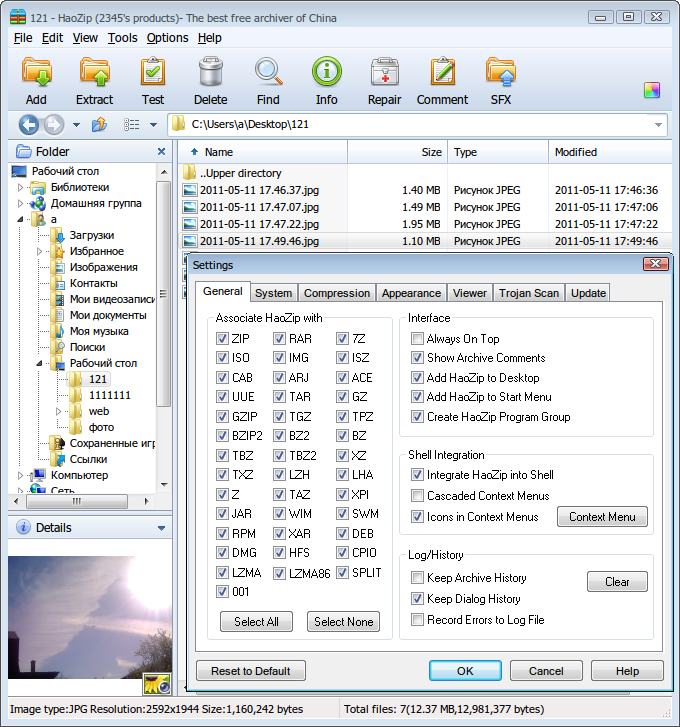 121 - HaoZip (2345's products)- The best free archiver of China
File Edit View Tools Options Help
Add Extract Test Delete Find Info Repair Comment SFX
C:\Users\a\Desktop\121
Folder
Name Size Type Modified
Рабочий стол
..Upper directory
Библиотеки
2011-05-11 17.46.37.jpg 1.40 MB Рисунок JPEG 2011-05-11 17:46:36
Домашняя группа
2011-05-11 17.47.07.jpg 1.49 MB Рисунок JPEG 2011-05-11 17:47:06
a
2011-05-11 17.47.22.jpg 1.95 MB Рисунок JPEG 2011-05-11 17:47:22
Загрузки
2011-05-11 17.49.46.jpg 1.10 MB Рисунок JPEG 2011-05-11 17:49:46
Избранное
Изображения
Контакты
Мои видеозаписи
Мои документы
Моя музыка
Поиски
Рабочий стол
121
1111111
web
фото
Сохраненные игр
Ссылки
Компьютер
Сеть
Details
Settings
General System Compression Appearance Viewer Trojan Scan Update
Associate HaoZip with
ZIP RAR 7Z
ISO IMG ISZ
CAB ARJ ACE
UUE TAR GZ
GZIP TGZ TPZ
BZIP2 BZ2 BZ
TBZ TBZ2 XZ
TXZ LZH LHA
Z TAZ XPI
JAR WIM SWM
RPM XAR DEB
DMG HFS CPIO
LZMA LZMA86 SPLIT
001
Select All Select None
Interface
Always On Top
Show Archive Comments
Add HaoZip to Desktop
Add HaoZip to Start Menu
Create HaoZip Program Group
Shell Integration
Integrate HaoZip into Shell
Cascaded Context Menus
Icons in Context Menus Context Menu
Log/History
Keep Archive History
Clear
Keep Dialog History
Record Errors to Log File
Reset to Default OK Cancel Help
Image type:JPG Resolution:2592x1944 Size:1,160,242 bytes Total files: 7(12.37 MB,12,981,377 bytes)